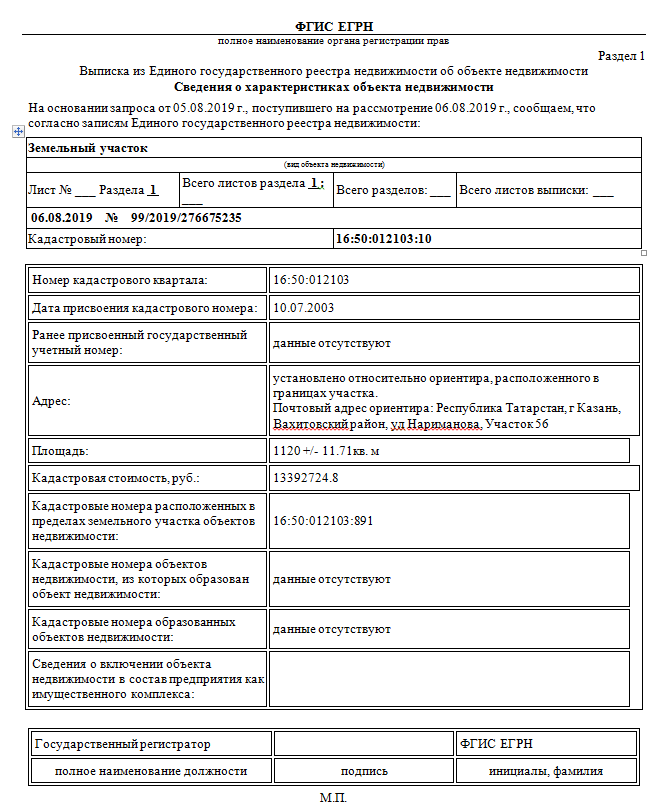 ФГИС ЕГРН
полное наименование органа регистрации прав
Раздел 1
Выписка из Единого государственного реестра недвижимости об объекте недвижимости
Сведения о характеристиках объекта недвижимости
На основании запроса от 05.08.2019 г., поступившего на рассмотрение 06.08.2019 г., сообщаем, что
согласно записям Единого государственного реестра недвижимости:
Земельный участок
(вид объекта недвижимости)
Лист № ___ Раздела 1
Всего листов раздела 1 :
___
Всего разделов: ___
Всего листов выписки: ___
06.08.2019 № 99/2019/276675235
Кадастровый номер:
16:50:012103:10
Номер кадастрового квартала:
16:50:012103
Дата присвоения кадастрового номера:
10.07.2003
Ранее присвоенный государственный
учетный номер:
данные отсутствуют
Адрес:
установлено относительно ориентира, расположенного в
границах участка.
Почтовый адрес ориентира: Республика Татарстан, г Казань,
Вахитовский район, ул Нариманова, Участок 56
Площадь:
1120 +/- 11.71кв. м
Кадастровая стоимость, руб.:
13392724.8
Кадастровые номера расположенных в
пределах земельного участка объектов
недвижимости:
16:50:012103:891
Кадастровые номера объектов
недвижимости, из которых образован
объект недвижимости:
данные отсутствуют
Кадастровые номера образованных
объектов недвижимости:
данные отсутствуют
Сведения о включении объекта
недвижимости в состав предприятия как
имущественного комплекса:
Государственный регистратор
ФГИС ЕГРН
полное наименование должности
подпись
инициалы, фамилия
М.П.